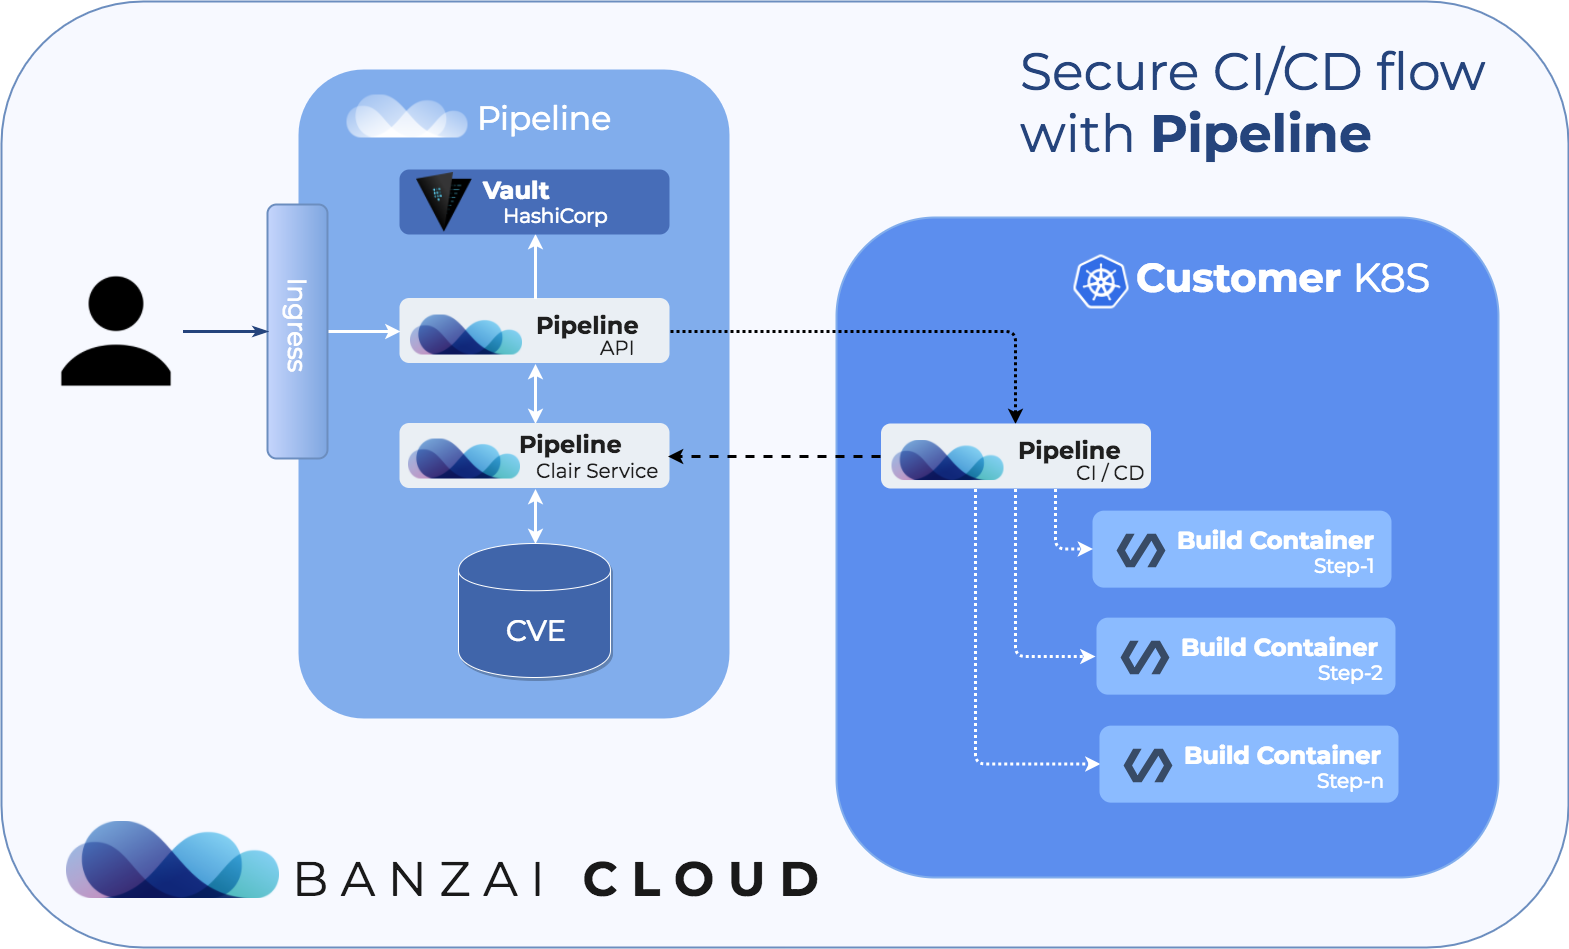 Secure CI/CD flow
with Pipeline
Pipeline
Vault
HashiCorp
Ingress
Pipeline
API
Pipeline
Clair Service
CVE
Customer K8S
Pipeline
CI / CD
Build Container
Step-1
Build Container
Step-2
Build Container
Step-n
BANZAI CLOUD